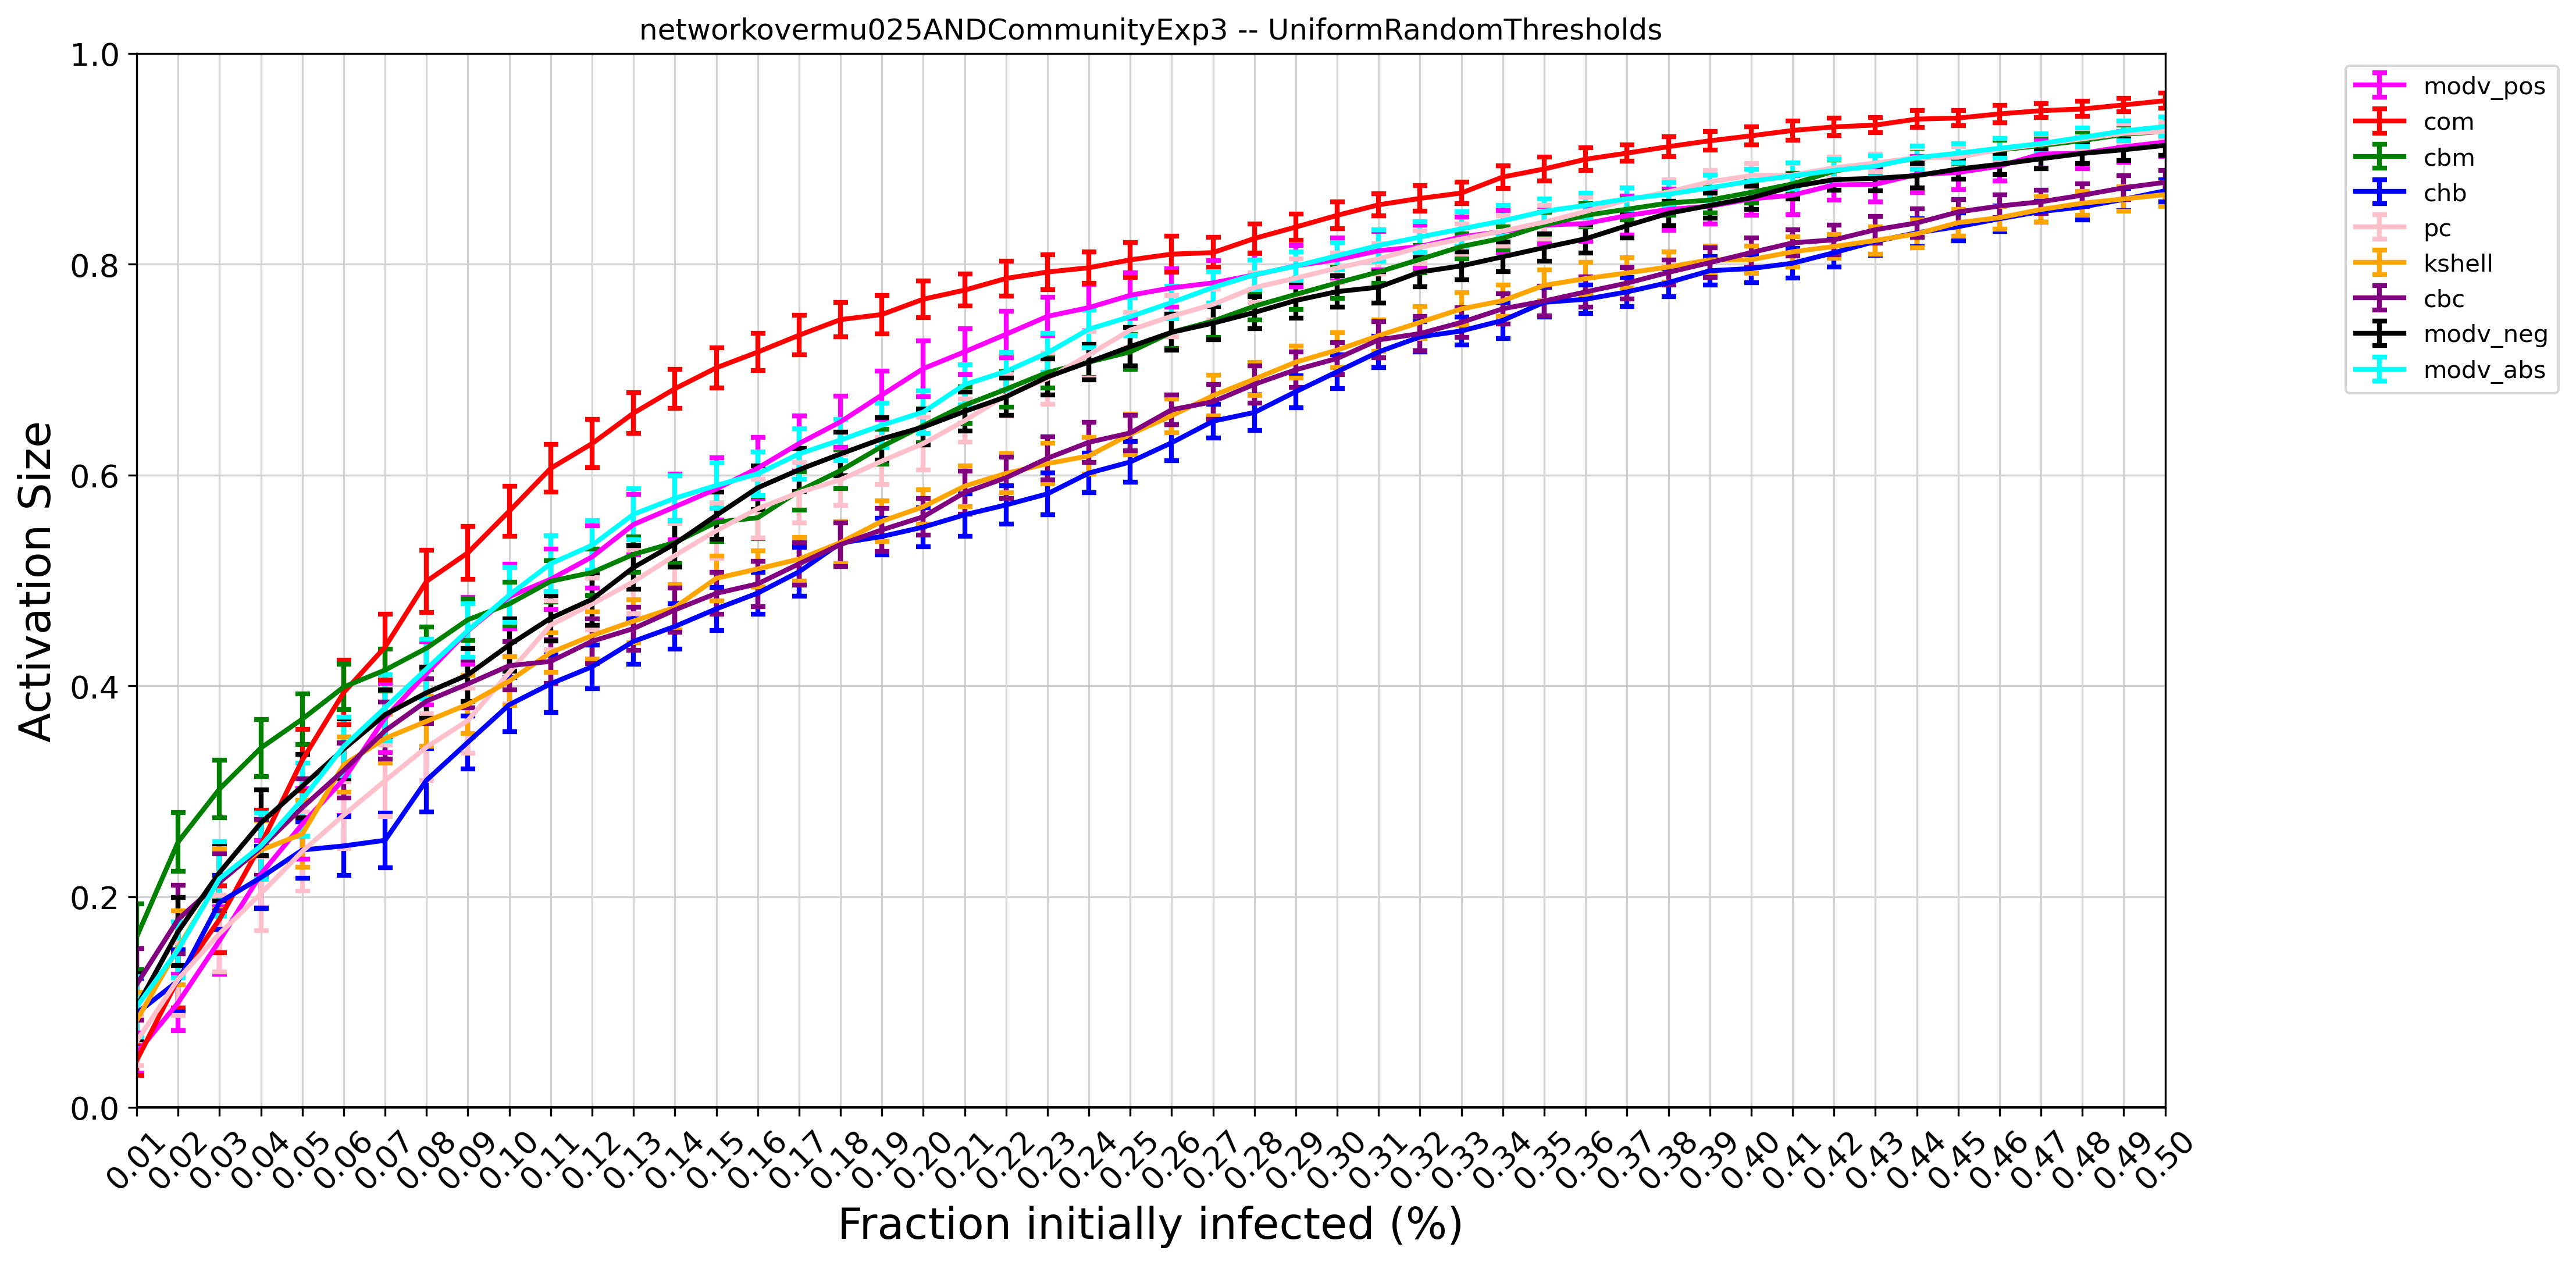 networkovermu025ANDCommunityExp3 -- UniformRandomThresholds
1.0
0.8
0.6
0.4
0.2
0.0
Activation Size
0.01 0.02 0.03 0.04 0.05 0.06 0.07 0.08 0.09 0.10 0.11 0.12 0.13 0.14 0.15 0.16 0.17 0.18 0.19 0.20 0.21 0.22 0.23 0.24 0.25 0.26 0.27 0.28 0.29 0.30 0.31 0.32 0.33 0.34 0.35 0.36 0.37 0.38 0.39 0.40 0.41 0.42 0.43 0.44 0.45 0.46 0.47 0.48 0.49 0.50
Fraction initially infected (%)
modv_pos
com
cbm
chb
pc
kshell
cbc
modv_neg
modv_abs